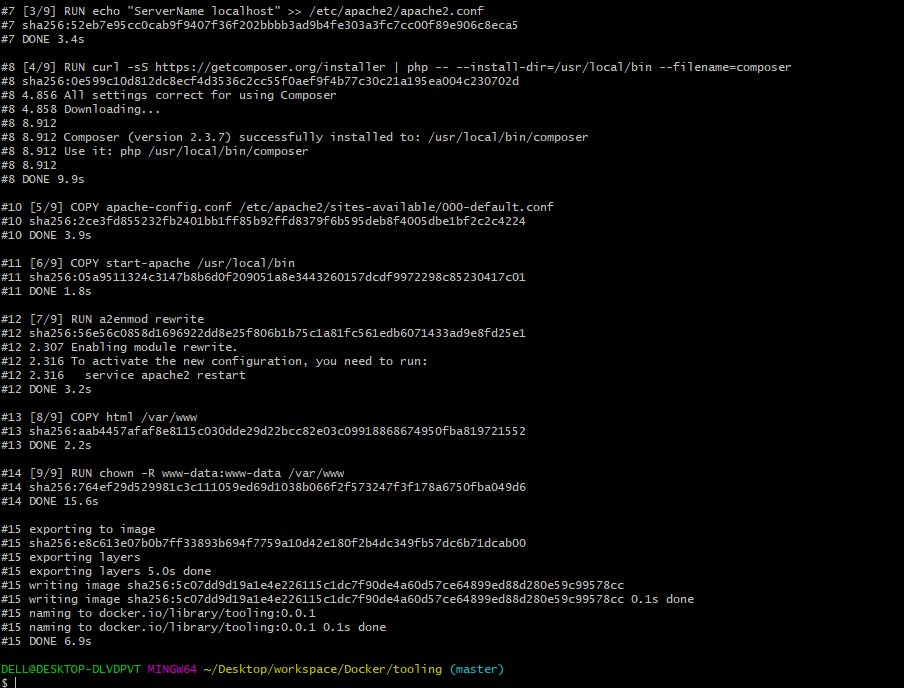 #7 [3/9] RUN echo "ServerName localhost" >> /etc/apache2/apache2.conf
#7 sha256:52eb7e95cc0cab9f9407f36f202bbbb3ad9b4fe303a3fc7cc00f89e906c8eca5
#7 DONE 3.4s
#8 [4/9] RUN curl -sS https://getcomposer.org/installer | php -- --install-dir=/usr/local/bin --filename=composer
#8 sha256:0e599c10d812dc8ecf4d3536c2cc55f0aef9f4b77c30c21a195ea004c230702d
#8 4.856 All settings correct for using Composer
#8 4.858 Downloading...
#8 8.912
#8 8.912 Composer (version 2.3.7) successfully installed to: /usr/local/bin/composer
#8 8.912 Use it: php /usr/local/bin/composer
#8 8.912
#8 DONE 9.9s
#10 [5/9] COPY apache-config.conf /etc/apache2/sites-available/000-default.conf
#10 sha256:2ce3fd855232fb2401bb1ff85b92ffd8379f6b595deb8f4005dbe1bf2c2c4224
#10 DONE 3.9s
#11 [6/9] COPY start-apache /usr/local/bin
#11 sha256:05a9511324c3147b8b6d0f209051a8e3443260157dcdf9972298c85230417c01
#11 DONE 1.8s
#12 [7/9] RUN a2enmod rewrite
#12 sha256:56e56c0858d1696922dd8e25f806b1b75c1a81fc561edb6071433ad9e8fd25e1
#12 2.307 Enabling module rewrite.
#12 2.316 To activate the new configuration, you need to run:
#12 2.316   service apache2 restart
#12 DONE 3.2s
#13 [8/9] COPY html /var/www
#13 sha256:aab4457afaf8e8115c030dde29d22bcc82e03c09918868674950fba819721552
#13 DONE 2.2s
#14 [9/9] RUN chown -R www-data:www-data /var/www
#14 sha256:764ef29d529981c3c111059ed69d1038b066f2f573247f3f178a6750fba049d6
#14 DONE 15.6s
#15 exporting to image
#15 sha256:e8c613e07b0b7ff33893b694f7759a10d42e180f2b4dc349fb57dc6b71dcab00
#15 exporting layers
#15 exporting layers 5.0s done
#15 writing image sha256:5c07dd9d19a1e4e226115c1dc7f90de4a60d57ce64899ed88d280e59c99578cc
#15 writing image sha256:5c07dd9d19a1e4e226115c1dc7f90de4a60d57ce64899ed88d280e59c99578cc 0.1s done
#15 naming to docker.io/library/tooling:0.0.1
#15 naming to docker.io/library/tooling:0.0.1 0.1s done
#15 DONE 6.9s
DELL@DESKTOP-DLVDPVT MINGW64 ~/Desktop/workspace/Docker/tooling (master)
$